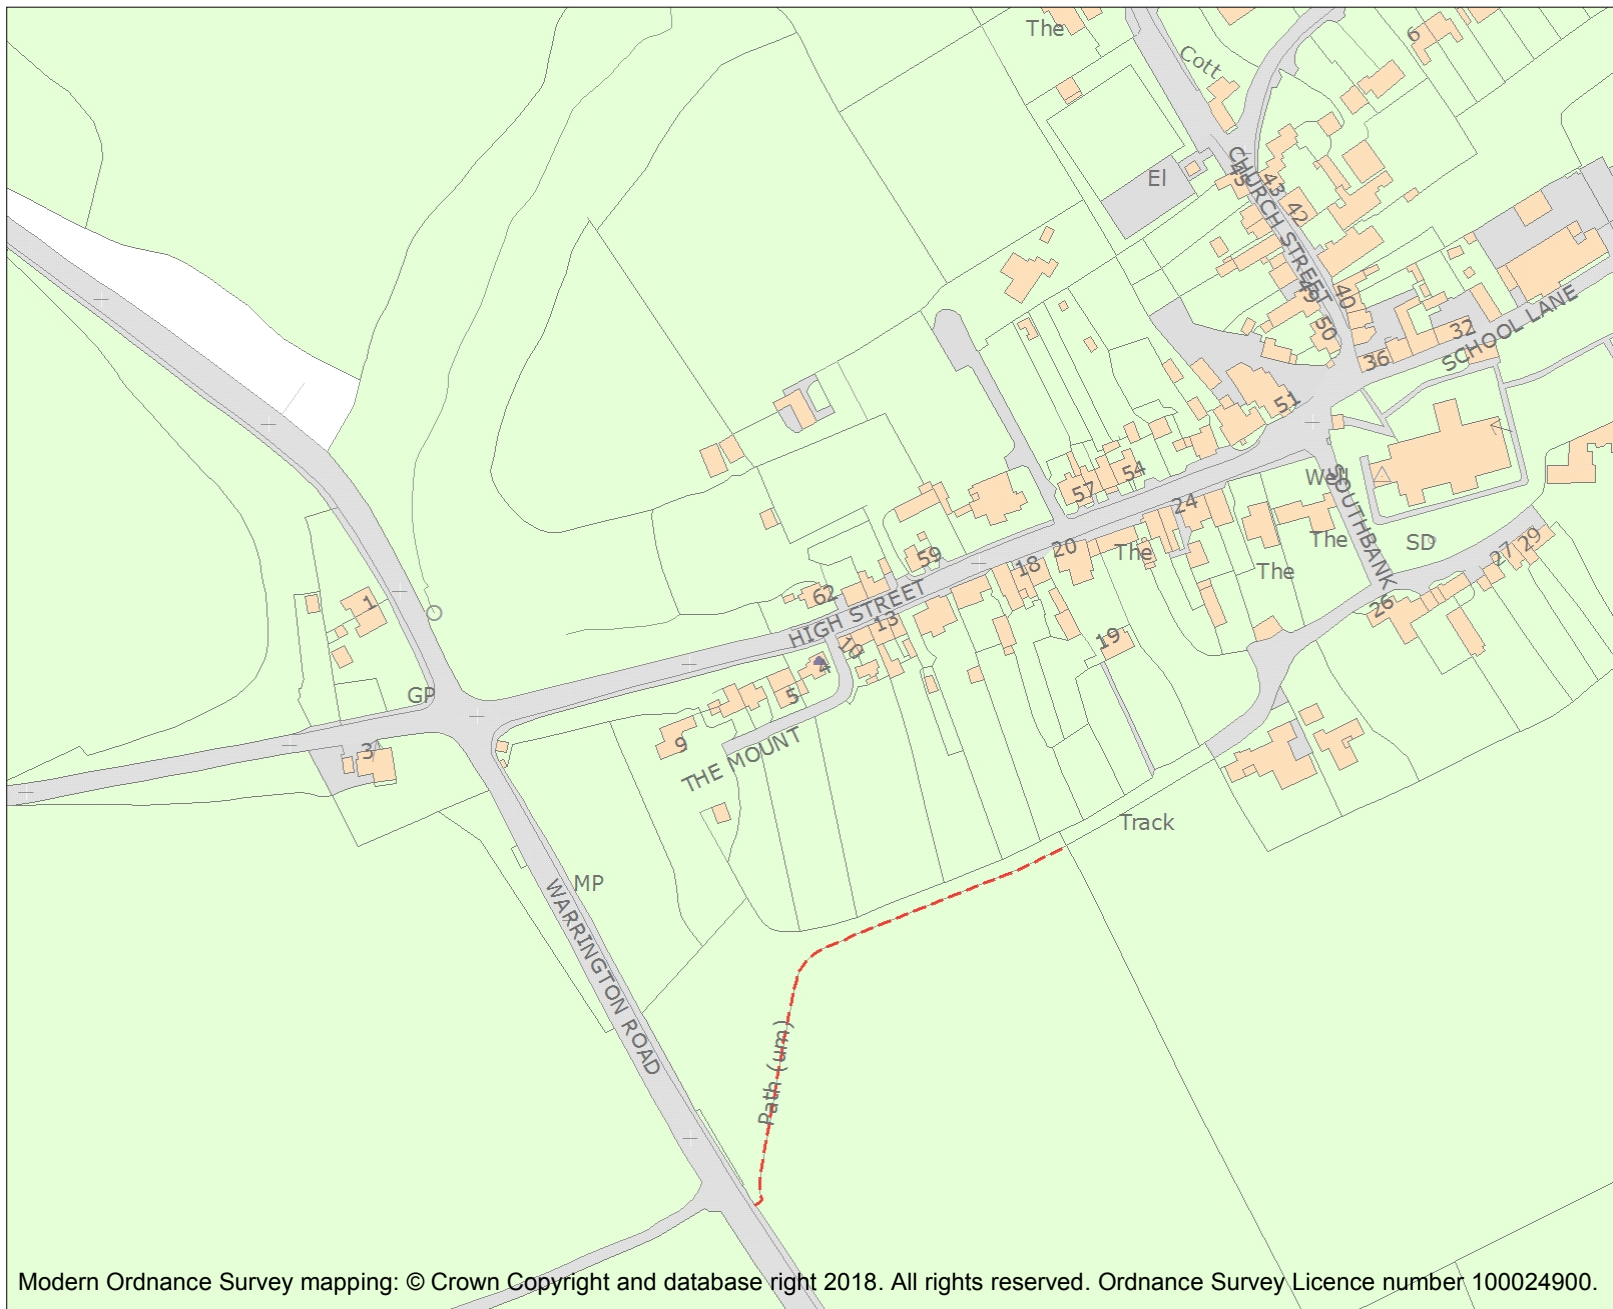 The
Cott
6
El
CHURCH STREET
45
43
42
49
40
50
36
32
SCHOOL LANE
51
54
57
24
Well
SOUTHBANK
The
SD
The
The
27
29
26
59
20
18
62
HIGH STREET
13
10
19
1
4
5
GP
9
3
THE MOUNT
Track
MP
WARRINGTON ROAD
Path (um)
Modern Ordnance Survey mapping: © Crown Copyright and database right 2018. All rights reserved. Ordnance Survey Licence number 100024900.